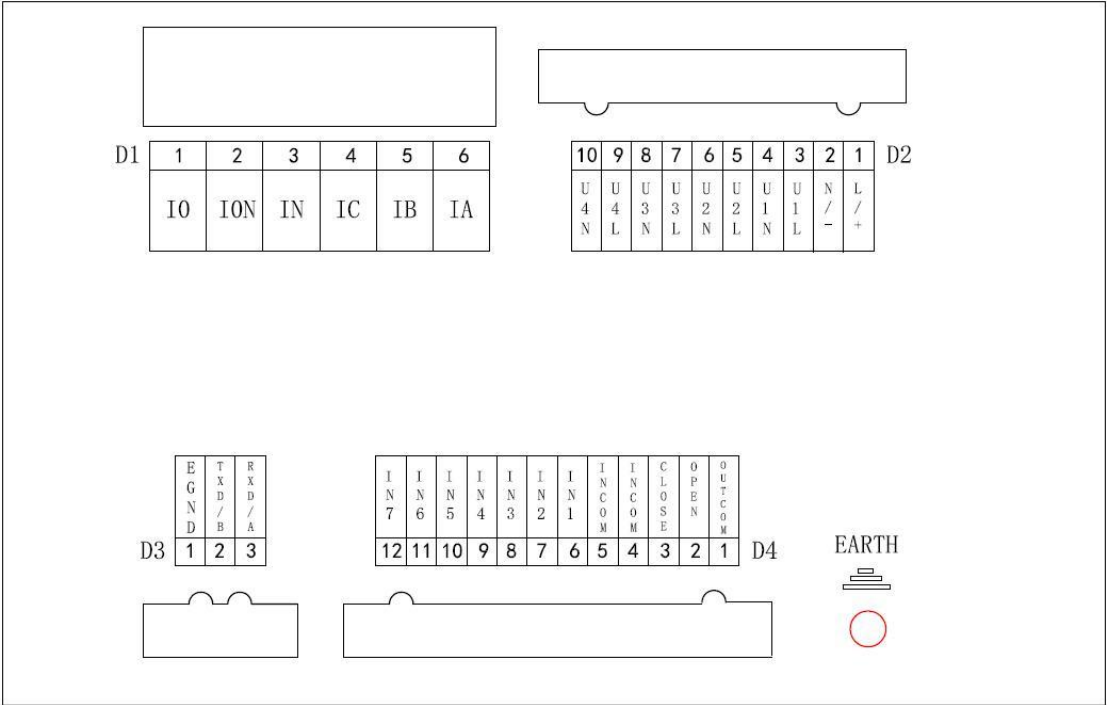 D1 1 2 3 4 5 6
I0 I0N IN IC IB IA
10 9 8 7 6 5 4 3 2 1 D2
U4N U4L U3N U3L U2N U2L U1N U1L N/- L/+
EGND TXD/B RXD/A
D3 1 2 3
IN7 IN6 IN5 IN4 IN3 IN2 IN1 INCOM INCOM CLOSE OPEN OUTCOM
12 11 10 9 8 7 6 5 4 3 2 1 D4
EARTH